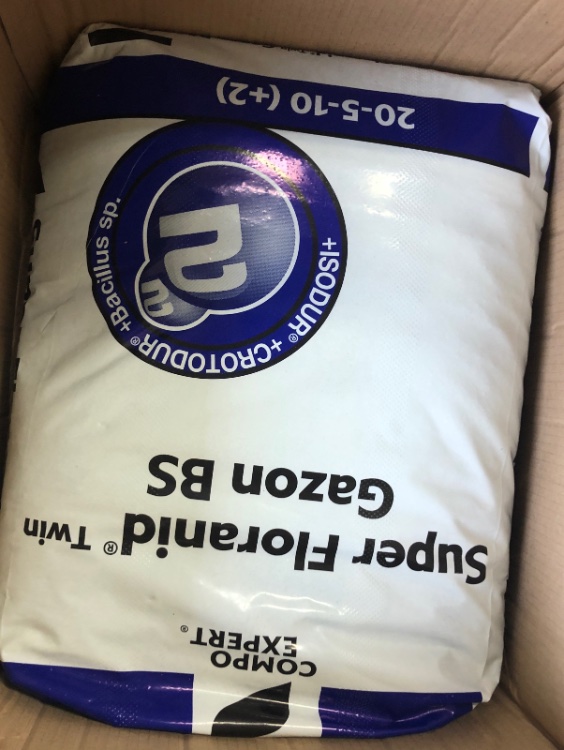 COMPO
EXPERT®
Super Floranid® Twin
Gazon BS
+ISODUR® +CROTODUR® +Bacillus sp.
20-5-10 (+2)